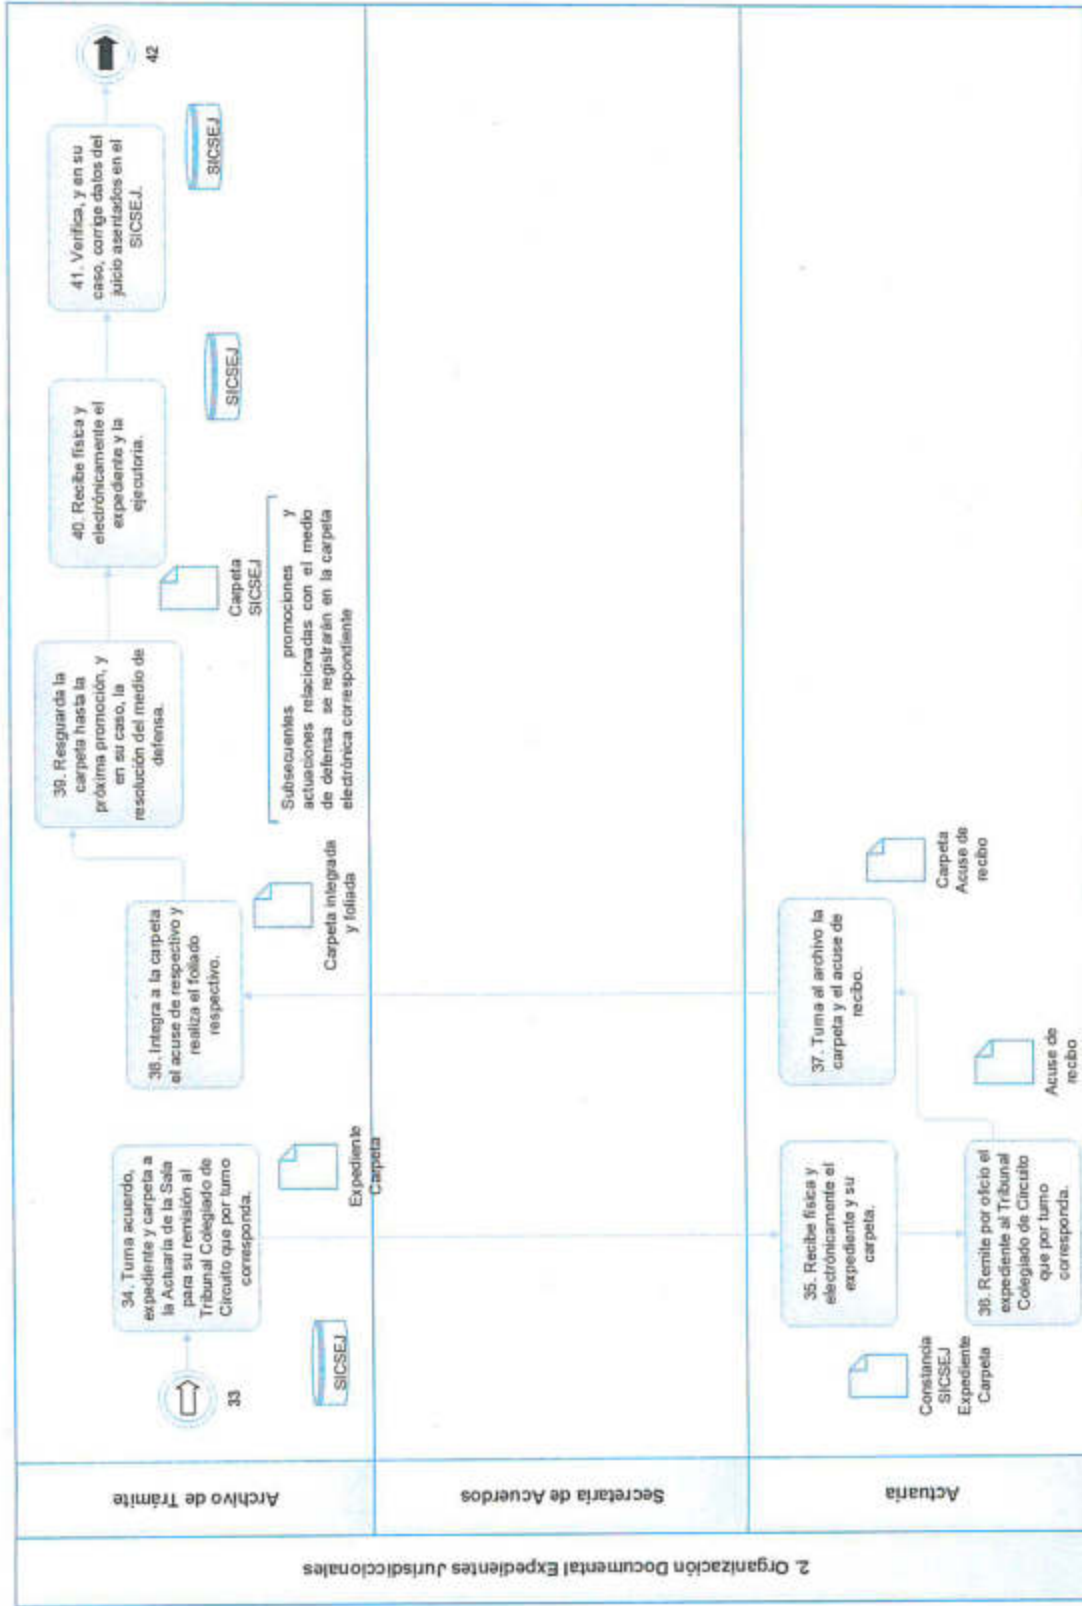 2. Organización Documental Expedientes Jurisdiccionales
Archivo de Trámite
33
34. Turna acuerdo,
expediente y carpeta a
la Actuaría de la Sala
para su remisión al
Tribunal Colegiado de
Circuito que por turno
corresponda.
SICSEJ
Expediente
Carpeta
38. Integra a la carpeta
el acuse de respectivo y
realiza el foliado
respectivo.
Carpeta integrada
y foliada
39. Resguarda la
carpeta hasta la
próxima promoción, y
en su caso, la
resolución del medio de
defensa.
Carpeta
SICSEJ
Subsecuentes promociones y
actuaciones relacionadas con el medio
de defensa se registrarán en la carpeta
electrónica correspondiente
40. Recibe física y
electrónicamente el
expediente y la
ejecutoria.
SICSEJ
41. Verifica, y en su
caso, corrige datos del
juicio asentados en el
SICSEJ.
SICSEJ
42
Secretaría de Acuerdos
Actuaría
Constancia
SICSEJ
Expediente
Carpeta
35. Recibe física y
electrónicamente el
expediente y su
carpeta.
36. Remite por oficio el
expediente al Tribunal
Colegiado de Circuito
que por turno
corresponda.
Acuse de
recibo
37. Turna al archivo la
carpeta y el acuse de
recibo.
Carpeta
Acuse de
recibo